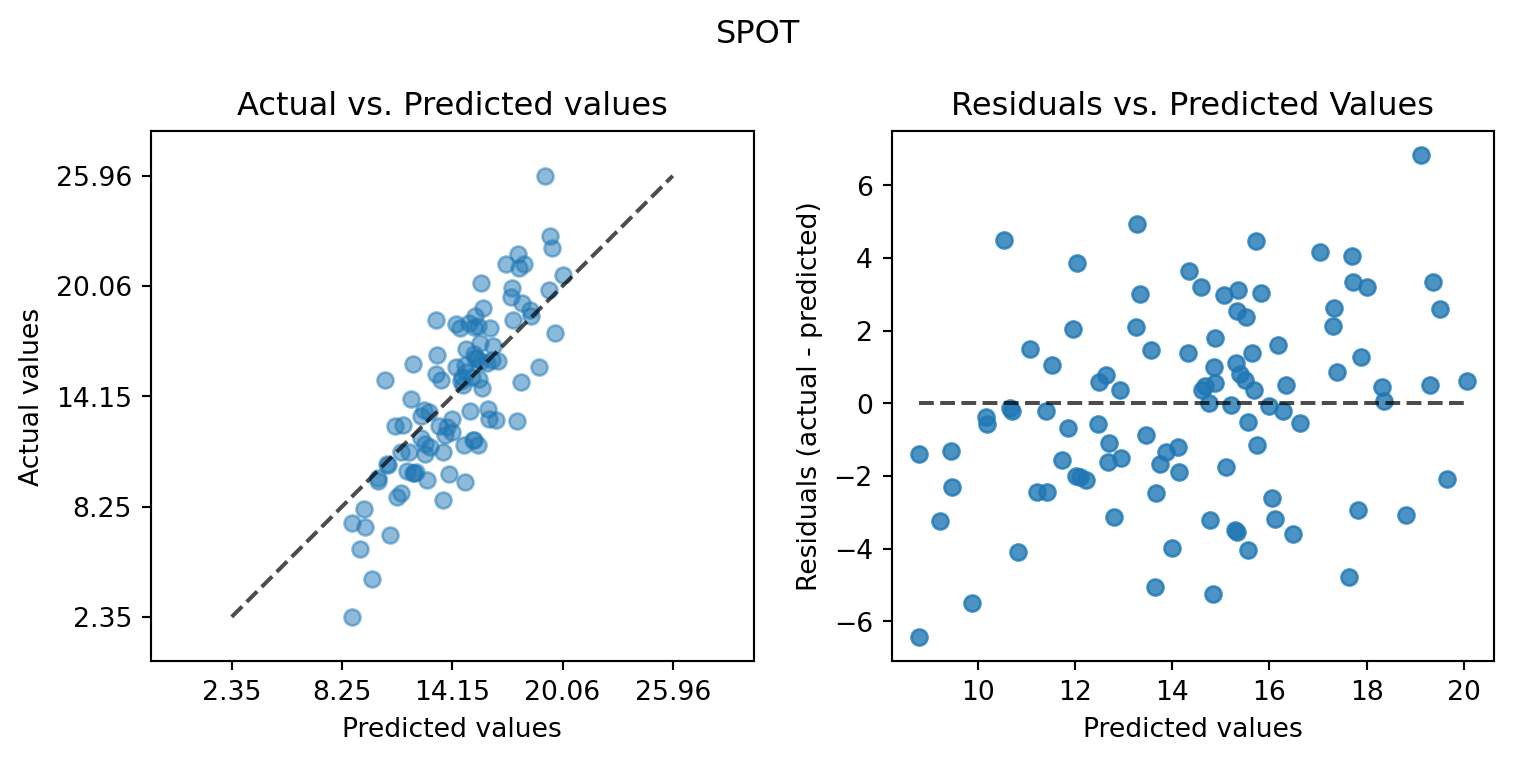 SPOT
Actual vs. Predicted values
Actual values
25.96
20.06
14.15
8.25
2.35
2.35 8.25 14.15 20.06 25.96
Predicted values
Residuals vs. Predicted Values
Residuals (actual - predicted)
6
4
2
0
−2
−4
−6
10 12 14 16 18 20
Predicted values